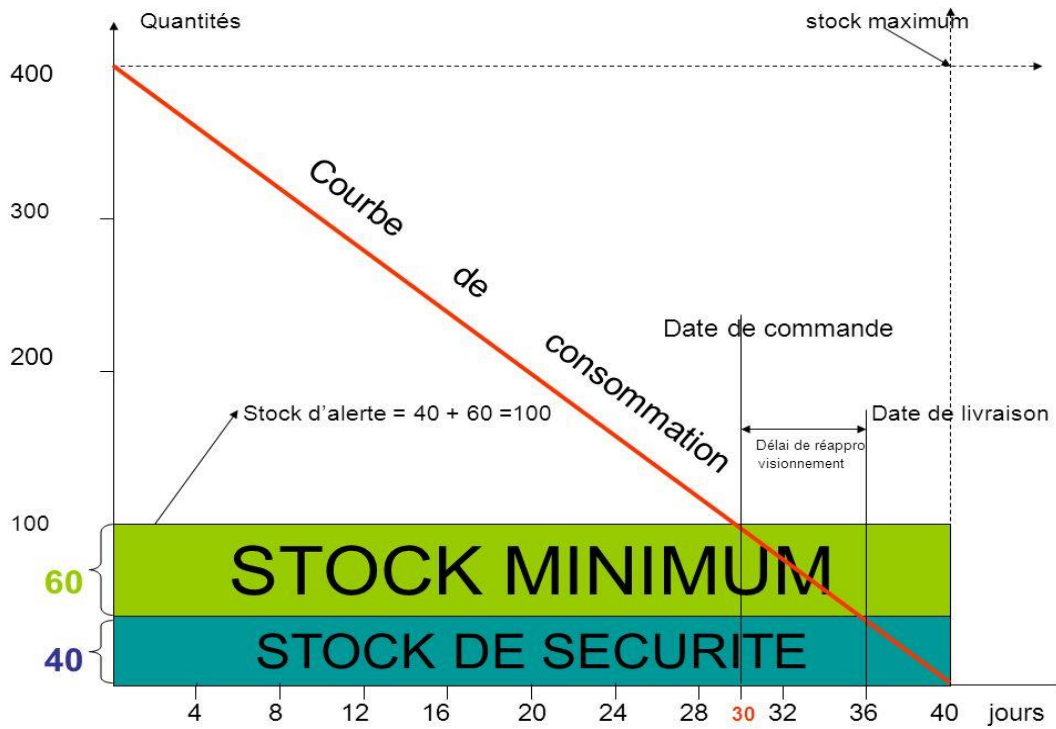 Quantités
stock maximum
400
Courbe de consommation
300
Date de commande
200
Stock d’alerte = 40 + 60 =100
Date de livraison
Délai de réappro
visionnement
100
STOCK MINIMUM
60
STOCK DE SECURITE
40
4 8 12 16 20 24 28 30 32 36 40 jours